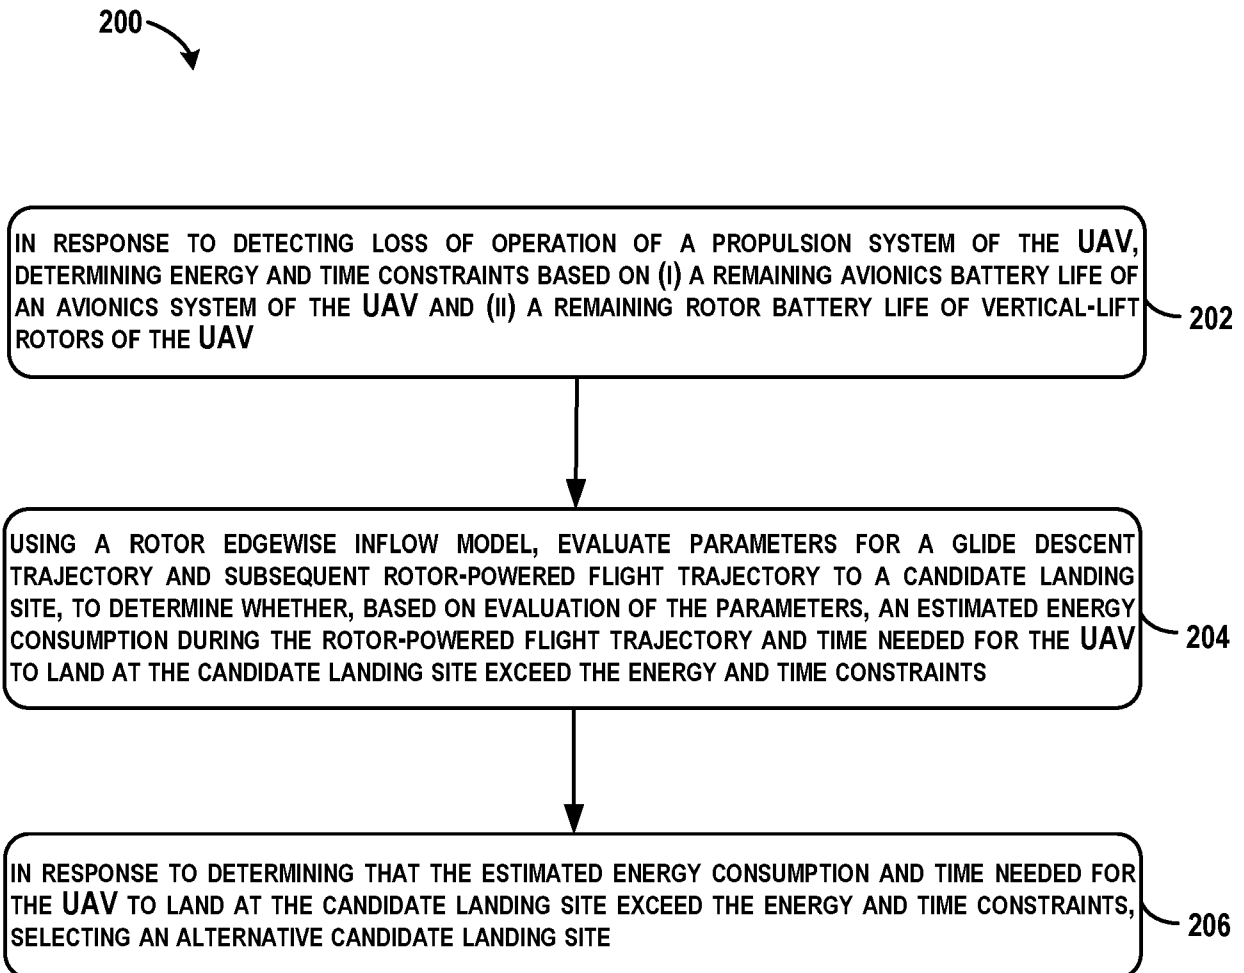 200
IN RESPONSE TO DETECTING LOSS OF OPERATION OF A PROPULSION SYSTEM OF THE UAV,
DETERMINING ENERGY AND TIME CONSTRAINTS BASED ON (I) A REMAINING AVIONICS BATTERY LIFE OF
AN AVIONICS SYSTEM OF THE UAV AND (II) A REMAINING ROTOR BATTERY LIFE OF VERTICAL-LIFT
ROTORS OF THE UAV
202
USING A ROTOR EDGEWISE INFLOW MODEL, EVALUATE PARAMETERS FOR A GLIDE DESCENT
TRAJECTORY AND SUBSEQUENT ROTOR-POWERED FLIGHT TRAJECTORY TO A CANDIDATE LANDING
SITE, TO DETERMINE WHETHER, BASED ON EVALUATION OF THE PARAMETERS, AN ESTIMATED ENERGY
CONSUMPTION DURING THE ROTOR-POWERED FLIGHT TRAJECTORY AND TIME NEEDED FOR THE UAV
TO LAND AT THE CANDIDATE LANDING SITE EXCEED THE ENERGY AND TIME CONSTRAINTS
204
IN RESPONSE TO DETERMINING THAT THE ESTIMATED ENERGY CONSUMPTION AND TIME NEEDED FOR
THE UAV TO LAND AT THE CANDIDATE LANDING SITE EXCEED THE ENERGY AND TIME CONSTRAINTS,
SELECTING AN ALTERNATIVE CANDIDATE LANDING SITE
206